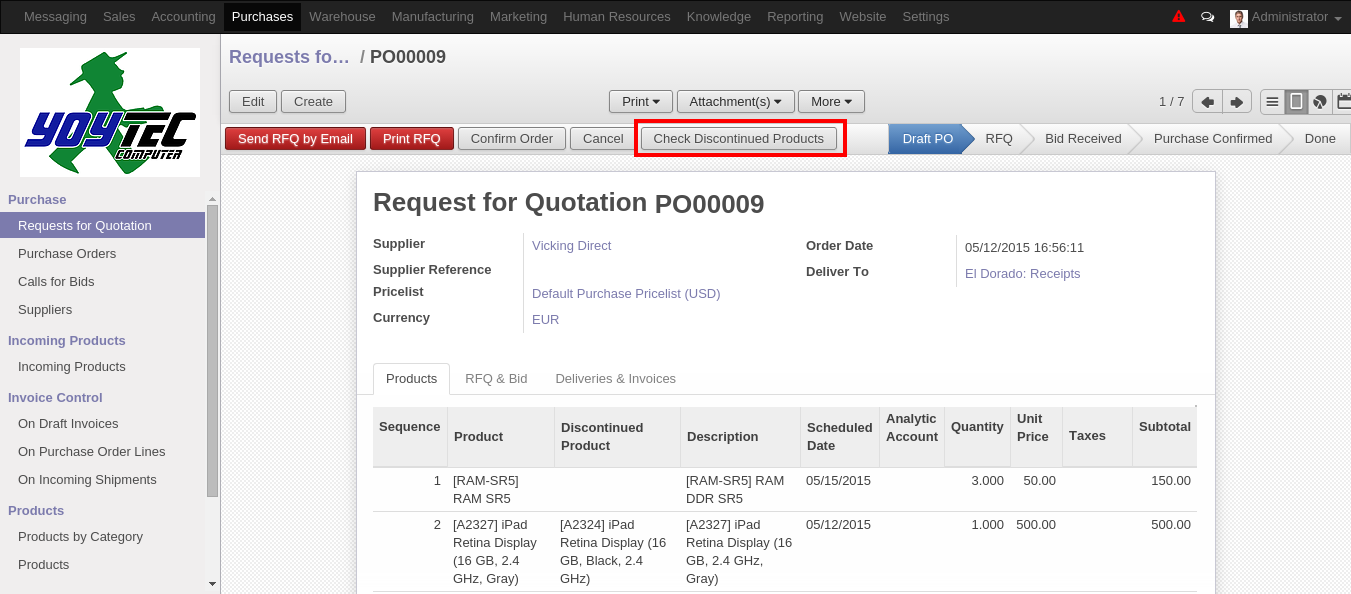 Messaging Sales Accounting Purchases Warehouse Manufacturing Marketing Human Resources Knowledge Reporting Website Settings Administrator
YOYTEC
COMPUTER
Requests fo… / PO00009
Edit Create Print Attachment(s) More 1 / 7
Send RFQ by Email Print RFQ Confirm Order Cancel Check Discontinued Products Draft PO RFQ Bid Received Purchase Confirmed Done
Purchase
Requests for Quotation
Purchase Orders
Calls for Bids
Suppliers
Incoming Products
Incoming Products
Invoice Control
On Draft Invoices
On Purchase Order Lines
On Incoming Shipments
Products
Products by Category
Products
Request for Quotation PO00009
Supplier Vicking Direct
Supplier Reference
Pricelist Default Purchase Pricelist (USD)
Currency EUR
Order Date 05/12/2015 16:56:11
Deliver To El Dorado: Receipts
Products RFQ & Bid Deliveries & Invoices
Sequence Product Discontinued Product Description Scheduled Date Analytic Account Quantity Unit Price Taxes Subtotal
1 [RAM-SR5] [RAM-SR5] RAM 05/15/2015 3.000 50.00 150.00
RAM SR5 DDR SR5
2 [A2327] iPad [A2324] iPad [A2327] iPad 05/12/2015 1.000 500.00 500.00
Retina Display Retina Display (16 Retina Display (16
(16 GB, 2.4 GB, Black, 2.4 GB, 2.4 GHz,
GHz, Gray) GHz) Gray)